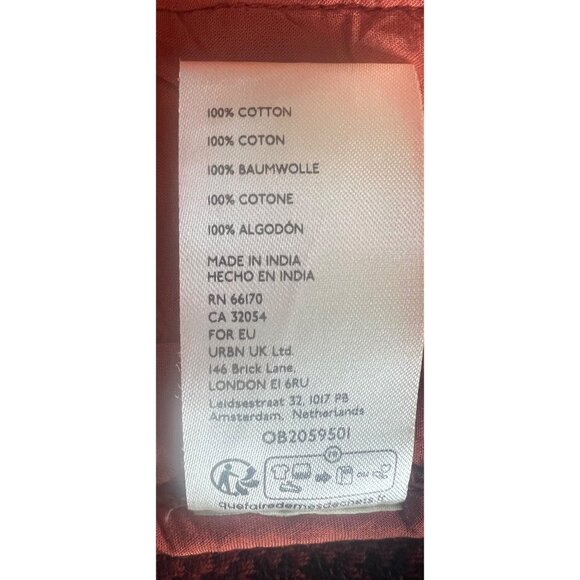 100% COTTON
100% COTON
100% BAUMWOLLE
100% COTONE
100% ALGODÓN
MADE IN INDIA
HECHO EN INDIA
RN 66170
CA 32054
FOR EU
URBN UK Ltd.
146 Brick Lane,
LONDON E1 6RU
Leidsestraat 32, 1017 PB
Amsterdam, Netherlands
OB2059501
FR
OU
quefairedemesdechets.fr